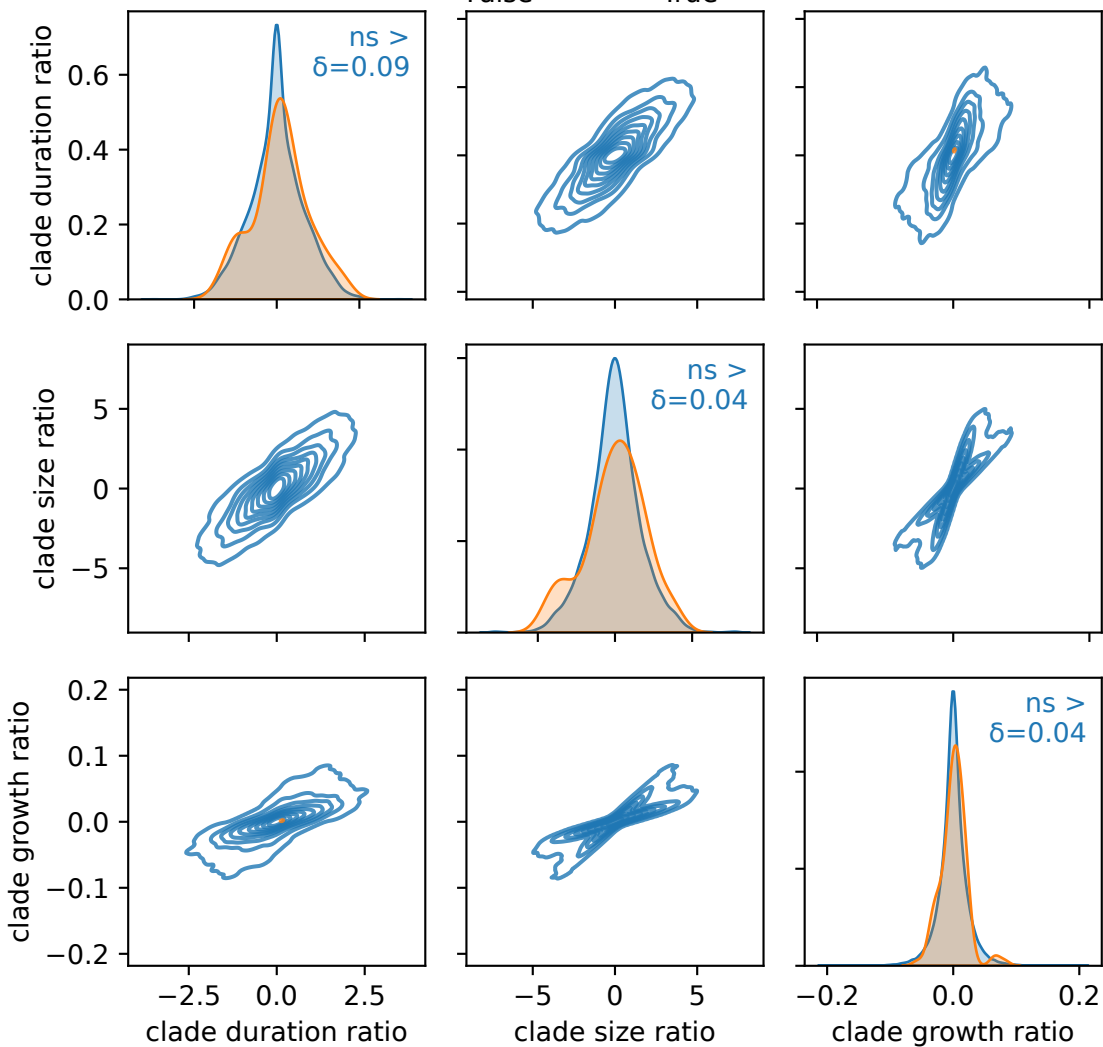 True
ns >
δ=0.09
clade duration ratio
0.6
0.4
0.2
0.0
ns >
δ=0.04
clade size ratio
5
0
−5
ns >
δ=0.04
clade growth ratio
0.2
0.1
0.0
−0.1
−0.2
−2.5 0.0 2.5
−5 0 5
−0.2 0.0 0.2
clade duration ratio
clade size ratio
clade growth ratio